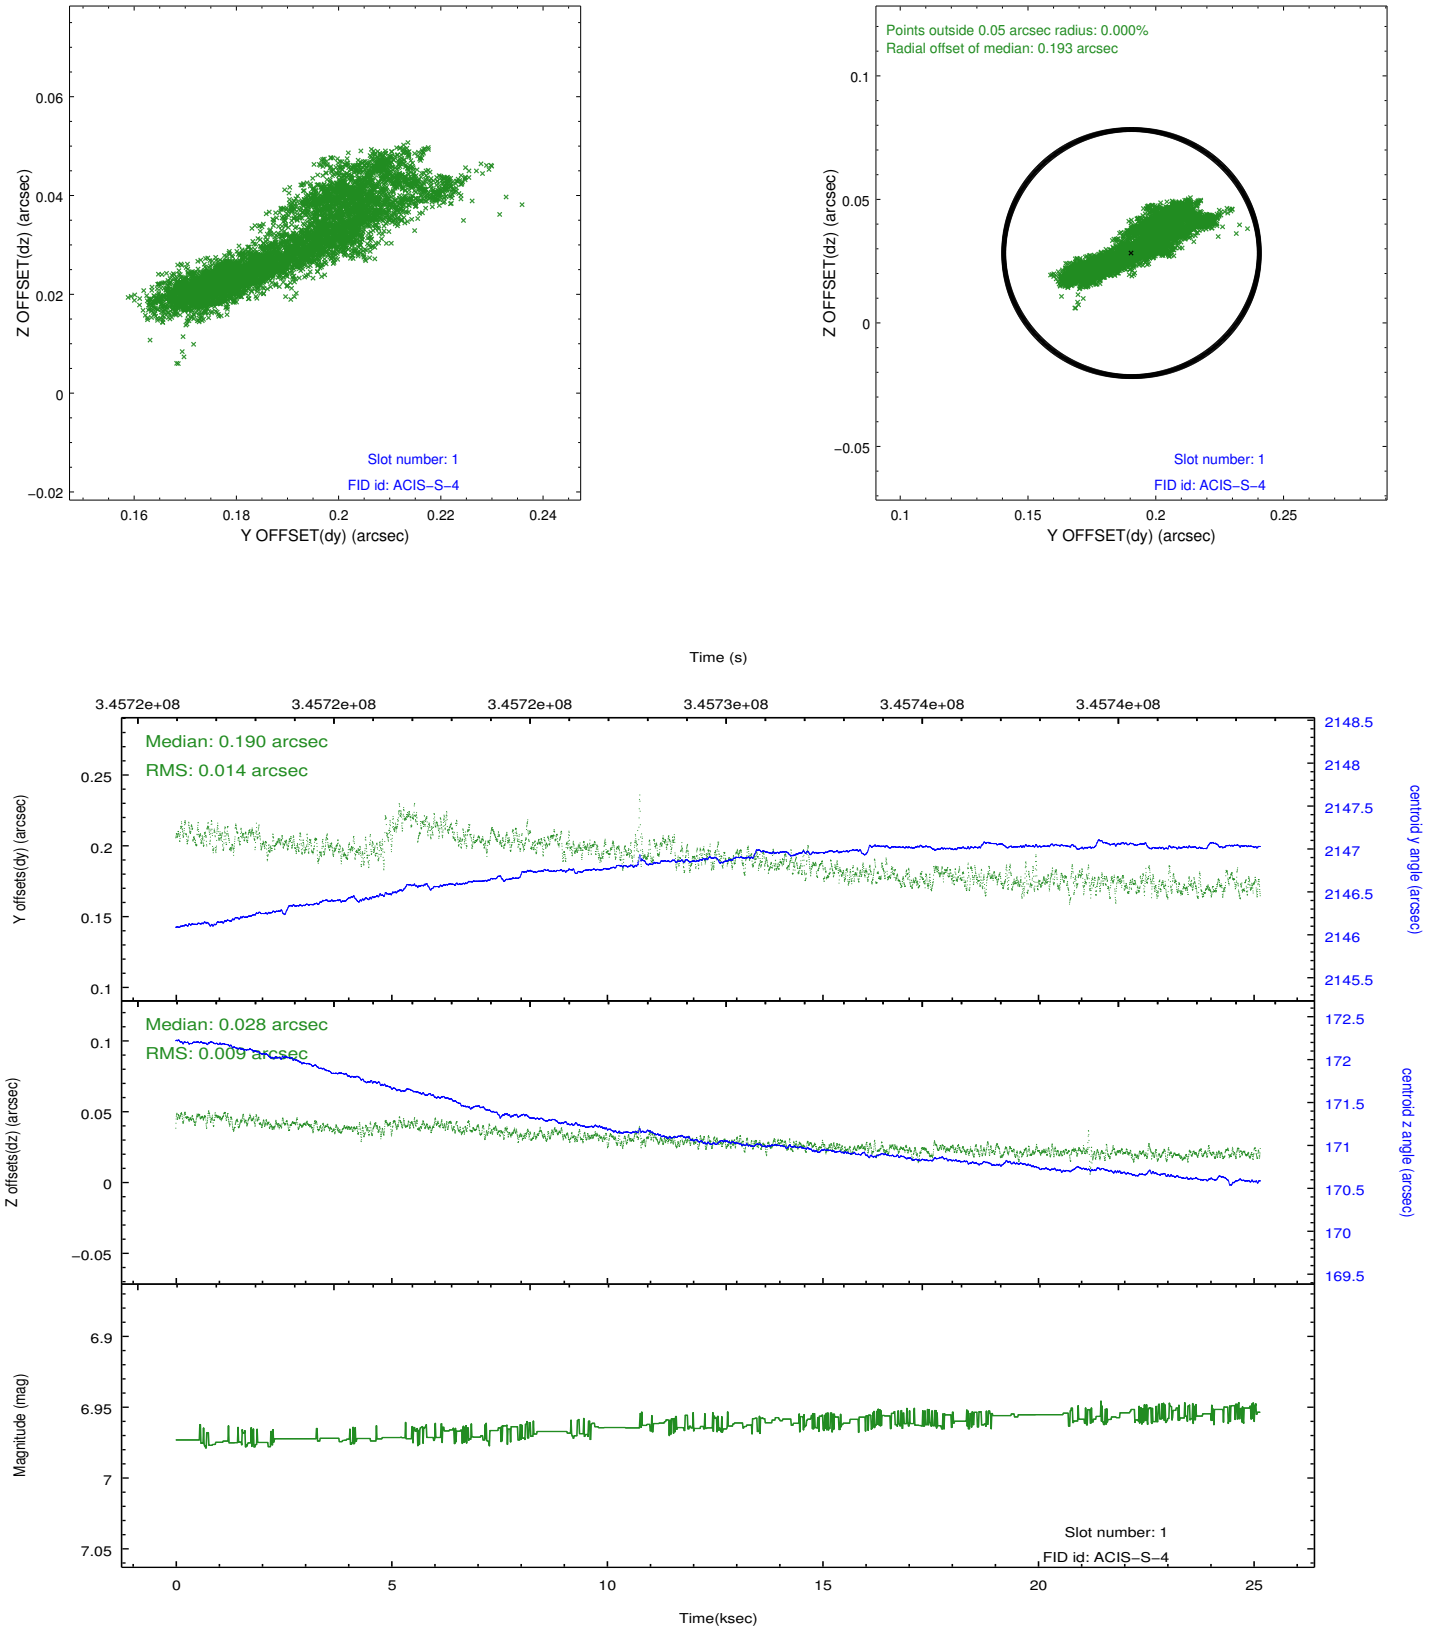 0.06
0.04
0.02
0
−0.02
Z OFFSET(dz) (arcsec)
Slot number: 1
FID id: ACIS−S−4
0.16 0.18 0.2 0.22 0.24
Y OFFSET(dy) (arcsec)
Points outside 0.05 arcsec radius: 0.000%
Radial offset of median: 0.193 arcsec
0.1
0.05
0
−0.05
Z OFFSET(dz) (arcsec)
Slot number: 1
FID id: ACIS−S−4
0.1 0.15 0.2 0.25
Y OFFSET(dy) (arcsec)
Time (s)
3.4572e+08 3.4572e+08 3.4572e+08 3.4573e+08 3.4574e+08 3.4574e+08
Median: 0.190 arcsec
RMS: 0.014 arcsec
0.25
0.2
0.15
0.1
Y offsets(dy) (arcsec)
2148.5
2148
2147.5
2147
2146.5
2146
2145.5
centroid y angle (arcsec)
Median: 0.028 arcsec
RMS: 0.009 arcsec
0.1
0.05
0
−0.05
Z offsets(dz) (arcsec)
172.5
172
171.5
171
170.5
170
169.5
centroid z angle (arcsec)
6.9
6.95
7
7.05
Magnitude (mag)
Slot number: 1
FID id: ACIS−S−4
0 5 10 15 20 25
Time(ksec)